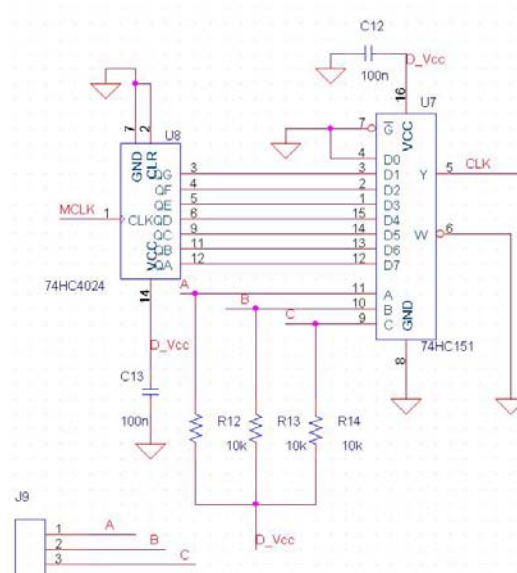 C12
D_Vcc
100n
16
U7
7
2
U8
7
G
VCC
GND
CLR
4
D0
QG
3
3
D1
Y
5
CLK
QF
4
2
D2
QE
5
1
D3
MCLK
1
CLK
QD
6
15
D4
QC
9
14
D5
W
6
QB
11
13
D6
VCC
QA
12
12
D7
74HC4024
14
A
11
A
B
10
B
C
9
C
GND
74HC151
8
D_Vcc
C13
100n
R12
R13
R14
10k
10k
10k
J9
D_Vcc
1
A
2
B
3
C